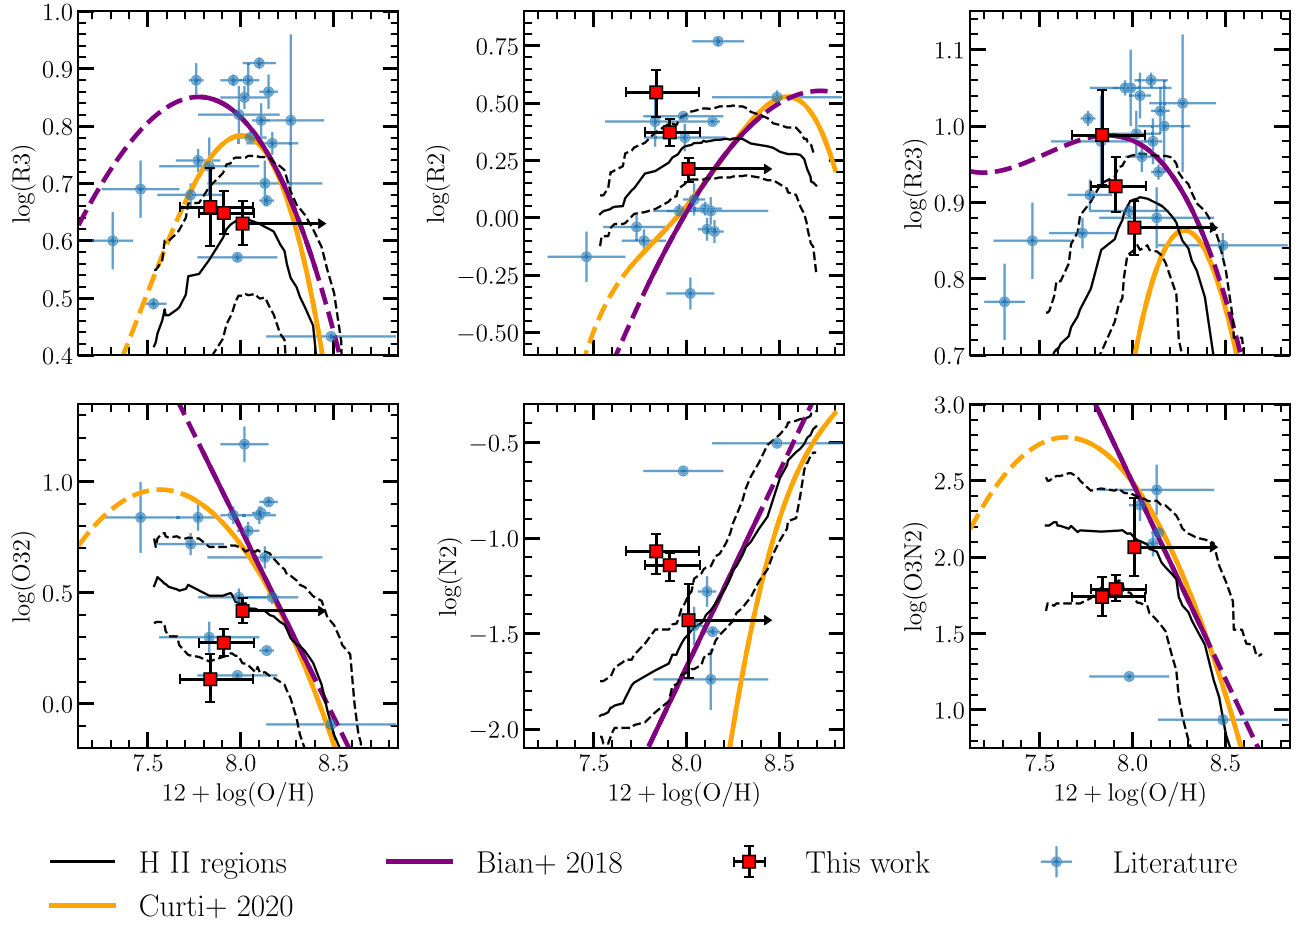 1.0
0.9
0.8
0.7
0.6
0.5
0.4
log(R3)
0.75
0.50
0.25
0.00
−0.25
−0.50
log(R2)
1.1
1.0
0.9
0.8
0.7
log(R23)
1.0
0.5
0.0
log(O32)
7.5 8.0 8.5
12 + log(O/H)
−0.5
−1.0
−1.5
−2.0
log(N2)
7.5 8.0 8.5
12 + log(O/H)
3.0
2.5
2.0
1.5
1.0
log(O3N2)
7.5 8.0 8.5
12 + log(O/H)
H II regions
Bian+ 2018
This work
Literature
Curti+ 2020